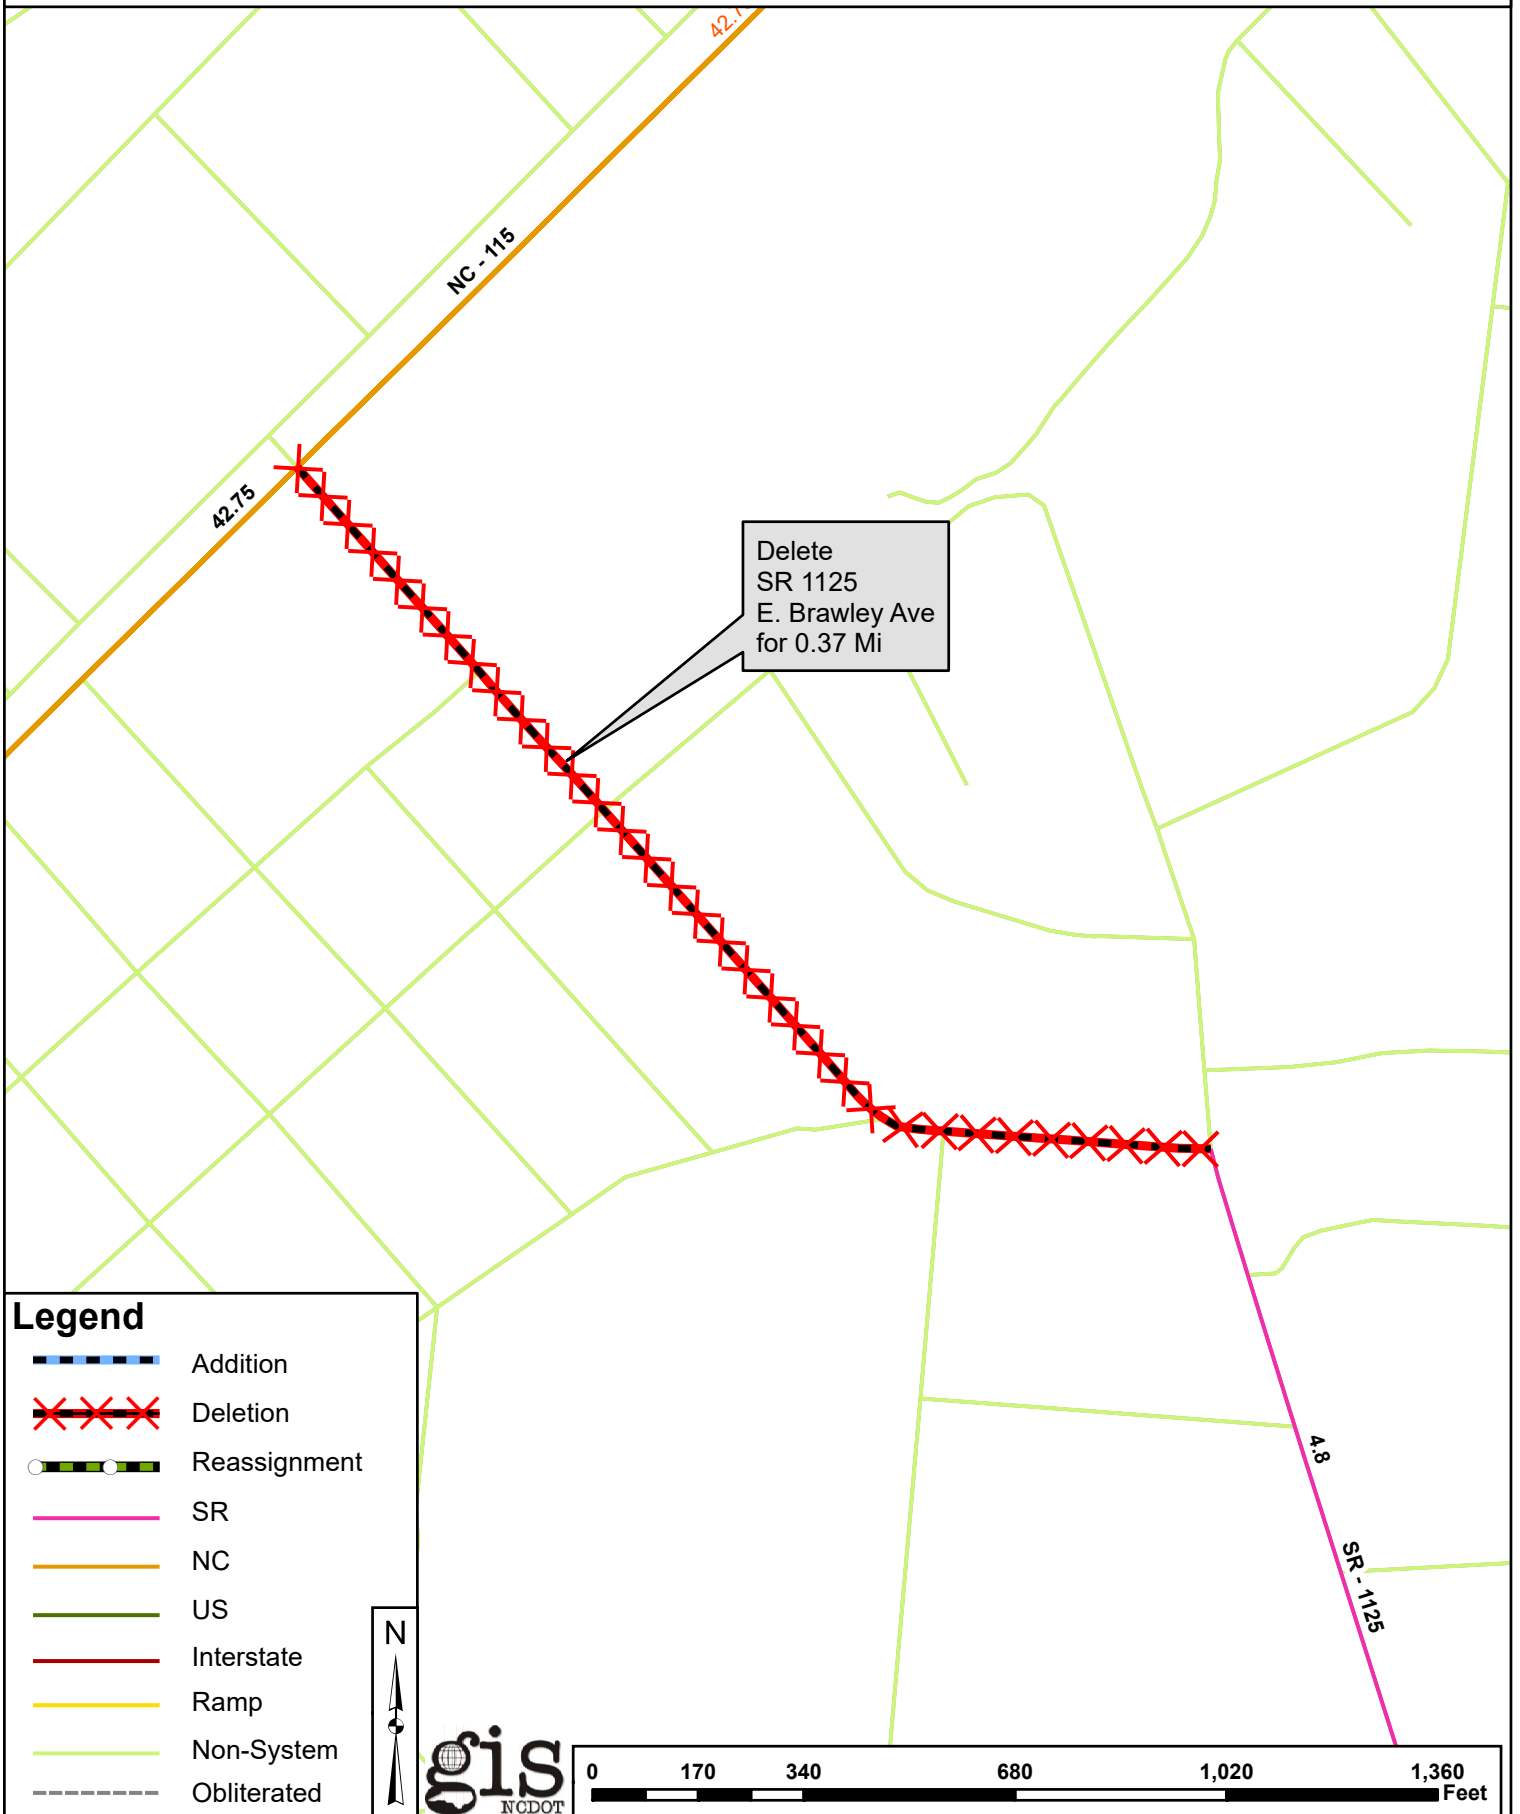 NC - 115
42.75
Delete
SR 1125
E. Brawley Ave
for 0.37 Mi
4.8
SR - 1125
Legend
Addition
Deletion
Reassignment
SR
NC
US
Interstate
Ramp
Non-System
Obliterated
N
gis
NCDOT
0 170 340 680 1,020 1,360
Feet